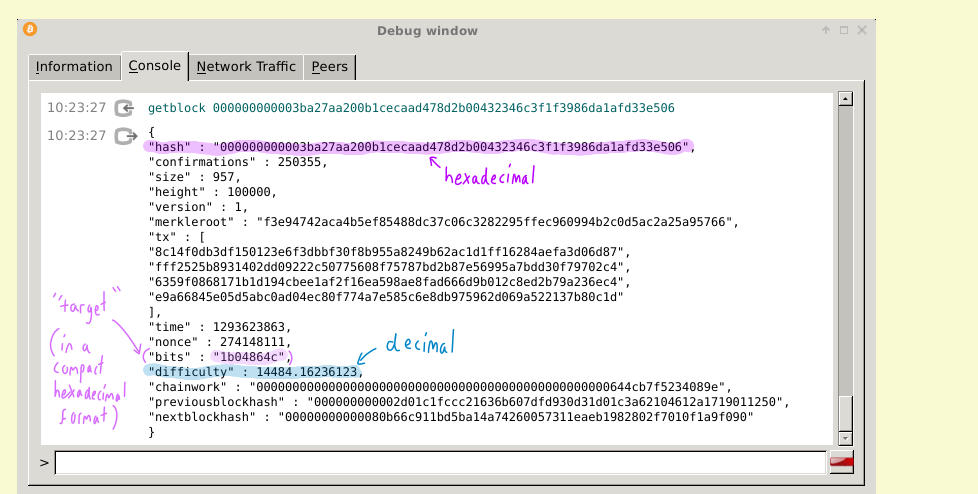 Debug window
Information Console Network Traffic Peers
10:23:27 getblock 000000000003ba27aa200b1cecaad478d2b00432346c3f1f3986da1afd33e506
10:23:27 {
"hash" : "000000000003ba27aa200b1cecaad478d2b00432346c3f1f3986da1afd33e506",
"confirmations" : 250355,
hexadecimal
"size" : 957,
"height" : 100000,
"version" : 1,
"merkleroot" : "f3e94742aca4b5ef85488dc37c06c3282295ffec960994b2c0d5ac2a25a95766",
"tx" : [
"8c14f0db3df150123e6f3dbbf30f8b955a8249b62ac1d1ff16284aefa3d06d87",
"fff2525b8931402dd09222c50775608f75787bd2b87e56995a7bdd30f79702c4",
"6359f0868171b1d194cbee1af2f16ea598ae8fad666d9b012c8ed2b79a236ec4",
"e9a66845e05d5abc0ad04ec80f774a7e585c6e8db975962d069a522137b80c1d"
],
"time" : 1293623863,
"nonce" : 274148111,
"bits" : "1b04864c",
"difficulty" : 14484.16236123,
decimal
"target"
(in a
compact
hexadecimal
format)
"chainwork" : "0000000000000000000000000000000000000000000000000644cb7f5234089e",
"previousblockhash" : "000000000002d01c1fccc21636b607dfd930d31d01c3a62104612a1719011250",
"nextblockhash" : "00000000000080b66c911bd5ba14a74260057311eaeb1982802f7010f1a9f090"
}
>